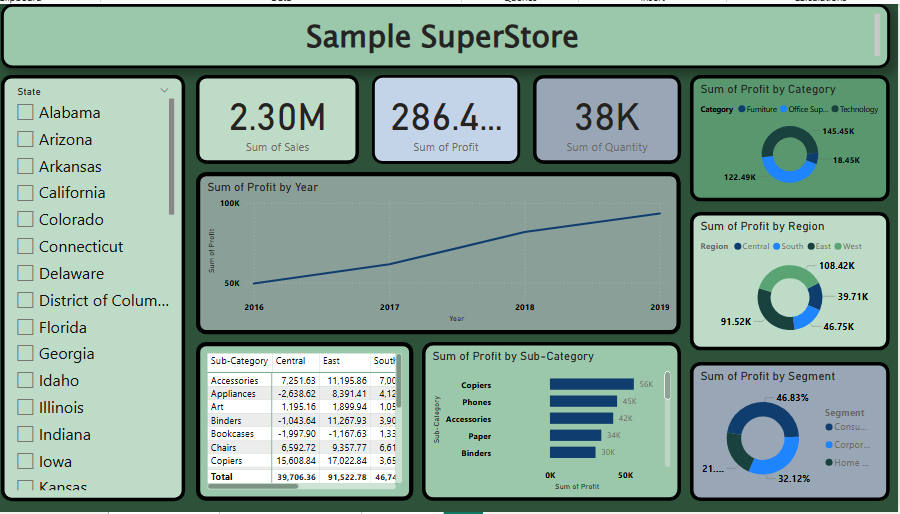 Sample SuperStore
State
Alabama
Arizona
Arkansas
California
Colorado
Connecticut
Delaware
District of Colum...
Florida
Georgia
Idaho
Illinois
Indiana
Iowa
Kansas
2.30M
Sum of Sales
286.4...
Sum of Profit
38K
Sum of Quantity
Sum of Profit by Year
100K
50K
Sum of Profit
2016 2017 2018 2019
Year
Sub-Category Central East South
Accessories 7,251.63 11,195.86 7,00
Appliances -2,638.62 8,391.41 4,12
Art 1,195.16 1,899.94 1,05
Binders -1,043.64 11,267.93 3,90
Bookcases -1,997.90 -1,167.63 1,33
Chairs 6,592.72 9,357.77 6,61
Copiers 15,608.84 17,022.84 3,65
Total 39,706.36 91,522.78 46,74
Sum of Profit by Sub-Category
Sub-Category
Copiers 56K
Phones 45K
Accessories 42K
Paper 34K
Binders 30K
0K 50K
Sum of Profit
Sum of Profit by Category
Category Furniture Office Sup... Technology
145.45K
18.45K
122.49K
Sum of Profit by Region
Region Central South East West
108.42K
39.71K
91.52K
46.75K
Sum of Profit by Segment
46.83%
Segment
Consu...
Corpor...
Home ...
21....
32.12%